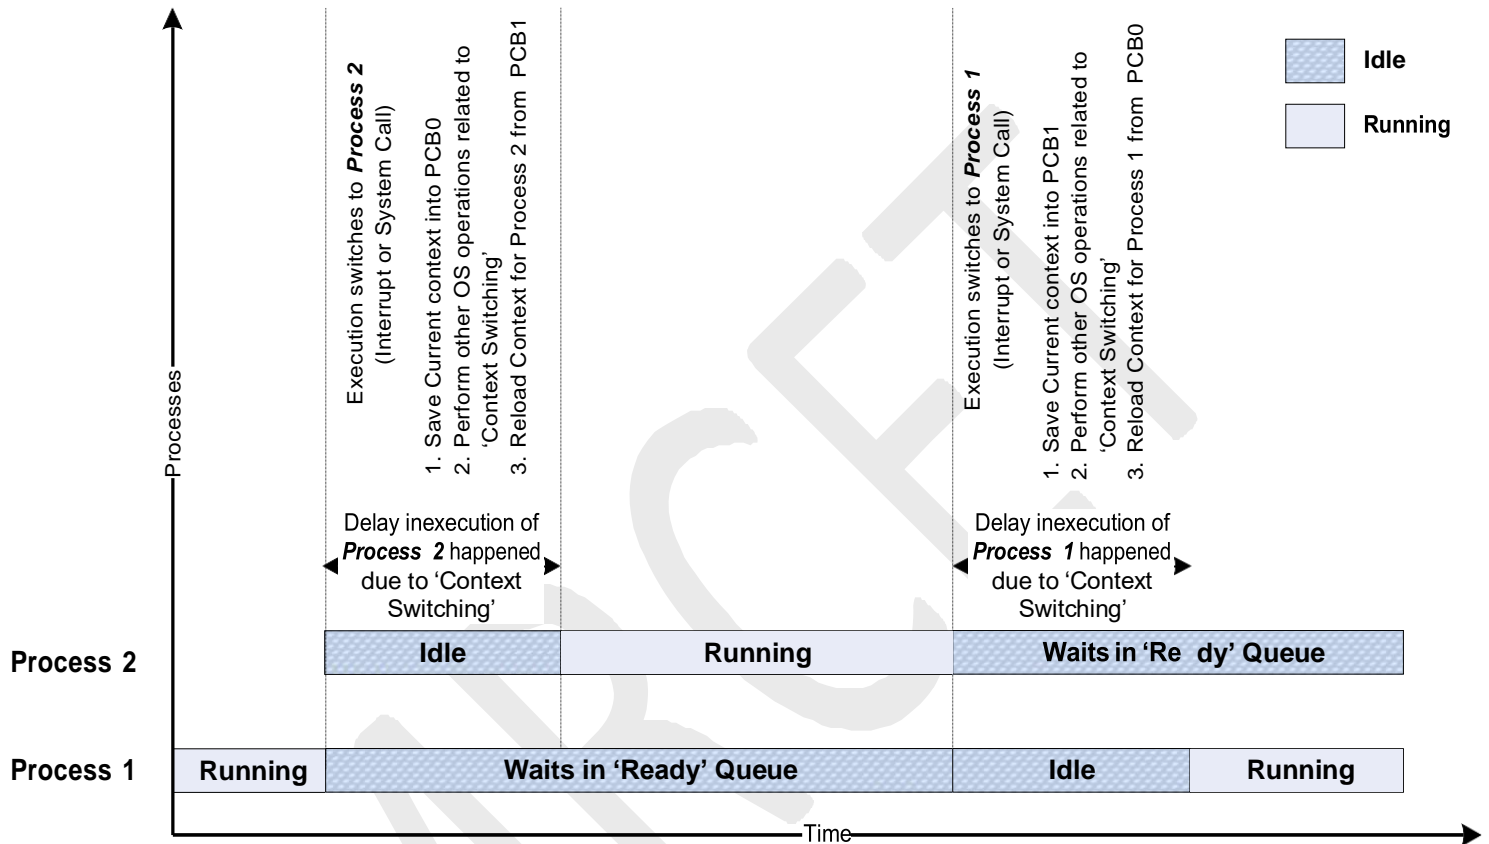 Execution switches to Process 2
(Interrupt or System Call)
1. Save Current context into PCB0
2. Perform other OS operations related to
‘Context Switching’
3. Reload Context for Process 2 from PCB1
Execution switches to Process 1
(Interrupt or System Call)
1. Save Current context into PCB1
2. Perform other OS operations related to
‘Context Switching’
3. Reload Context for Process 1 from PCB0
Idle
Running
Processes
Delay inexecution of
Process 2 happened
due to ‘Context
Switching’
Delay inexecution of
Process 1 happened
due to ‘Context
Switching’
Process 2
Idle
Running
Waits in ‘Re dy’ Queue
Process 1
Running
Waits in ‘Ready’ Queue
Idle
Running
Time
MRCET